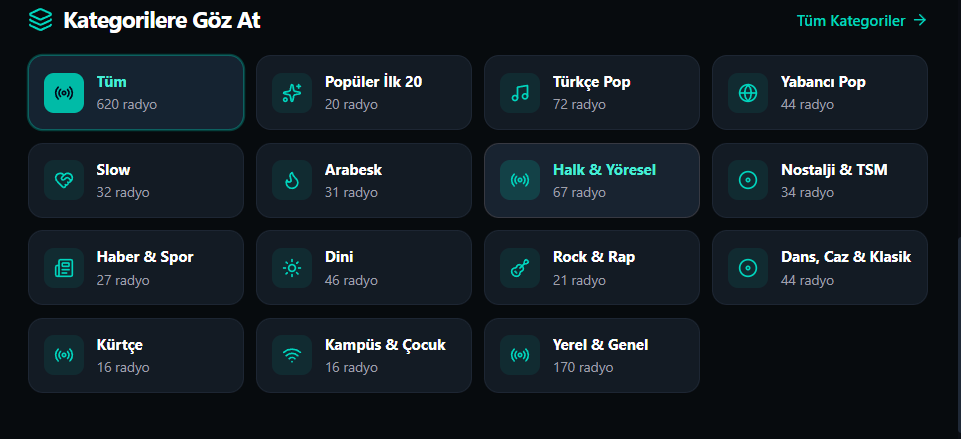 Kategorilere Göz At
Tüm Kategoriler →
Tüm
620 radyo
Popüler İlk 20
20 radyo
Türkçe Pop
72 radyo
Yabancı Pop
44 radyo
Slow
32 radyo
Arabesk
31 radyo
Halk & Yöresel
67 radyo
Nostalji & TSM
34 radyo
Haber & Spor
27 radyo
Dini
46 radyo
Rock & Rap
21 radyo
Dans, Caz & Klasik
44 radyo
Kürtçe
16 radyo
Kampüs & Çocuk
16 radyo
Yerel & Genel
170 radyo